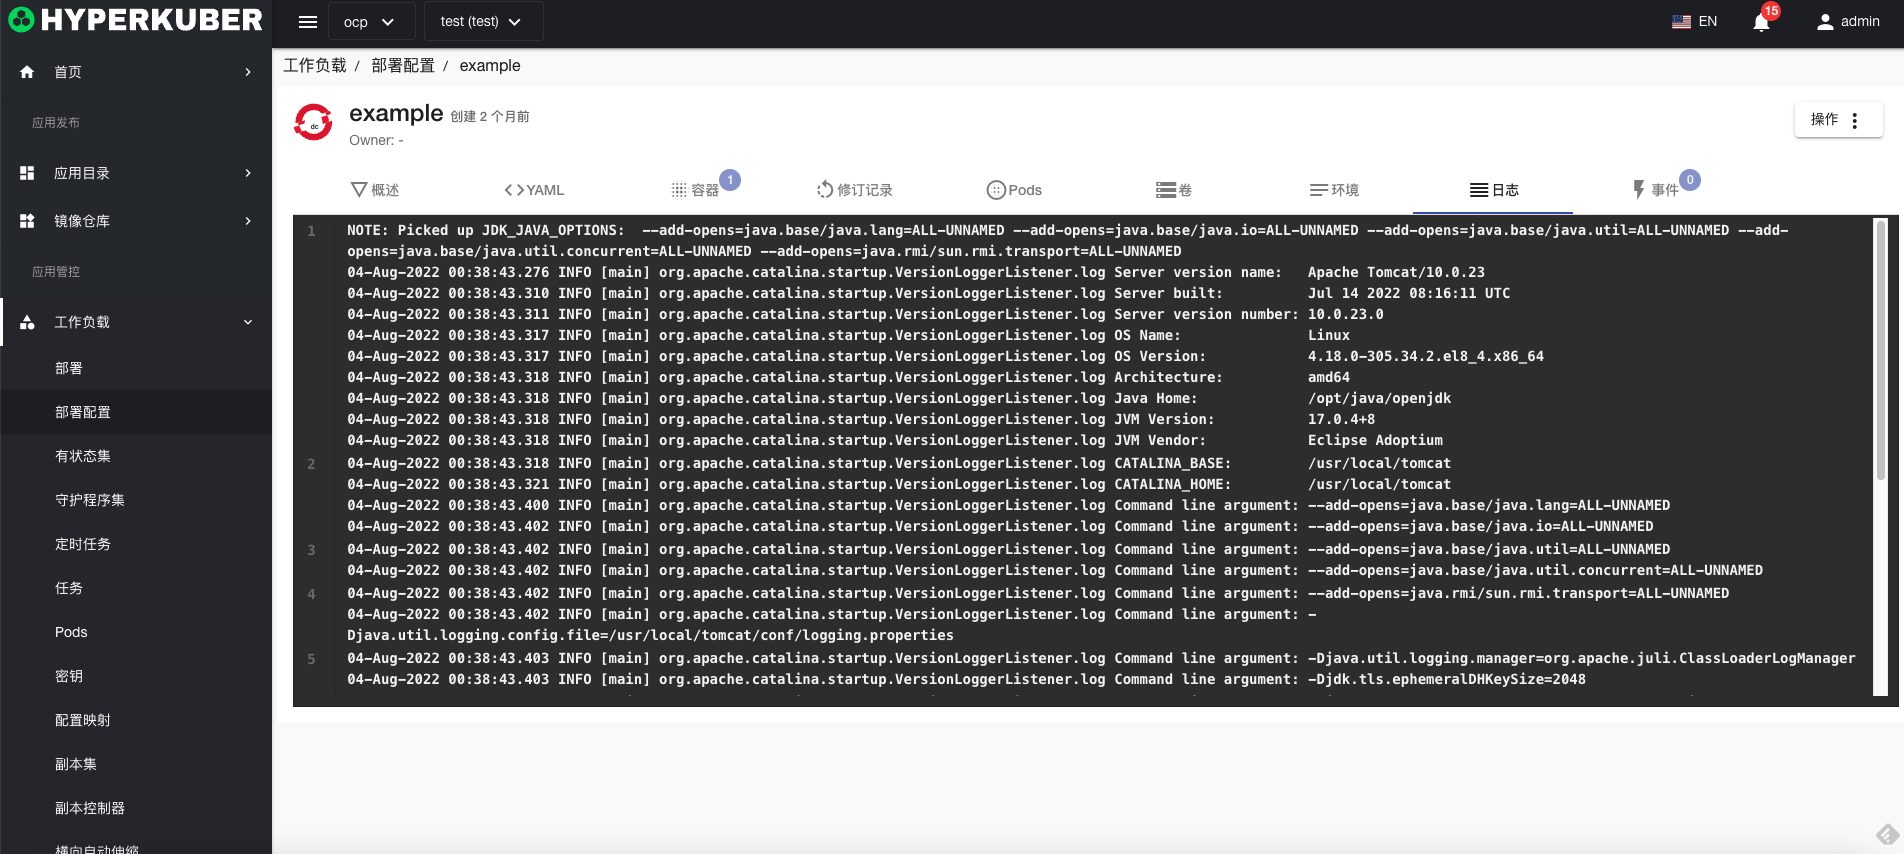 HYPERKUBER
ocp
test (test)
EN
15
admin
首页
应用发布
应用目录
镜像仓库
应用管控
工作负载
部署
部署配置
有状态集
守护程序集
定时任务
任务
Pods
密钥
配置映射
副本集
副本控制器
横向自动伸缩
工作负载 / 部署配置 / example
dc
example 创建 2 个月前
Owner: -
操作
概述
YAML
容器 1
修订记录
Pods
卷
环境
日志
事件 0
1 NOTE: Picked up JDK_JAVA_OPTIONS:  --add-opens=java.base/java.lang=ALL-UNNAMED --add-opens=java.base/java.io=ALL-UNNAMED --add-opens=java.base/java.util=ALL-UNNAMED --add-
opens=java.base/java.util.concurrent=ALL-UNNAMED --add-opens=java.rmi/sun.rmi.transport=ALL-UNNAMED
04-Aug-2022 00:38:43.276 INFO [main] org.apache.catalina.startup.VersionLoggerListener.log Server version name:   Apache Tomcat/10.0.23
04-Aug-2022 00:38:43.310 INFO [main] org.apache.catalina.startup.VersionLoggerListener.log Server built:          Jul 14 2022 08:16:11 UTC
04-Aug-2022 00:38:43.311 INFO [main] org.apache.catalina.startup.VersionLoggerListener.log Server version number: 10.0.23.0
04-Aug-2022 00:38:43.317 INFO [main] org.apache.catalina.startup.VersionLoggerListener.log OS Name:               Linux
04-Aug-2022 00:38:43.317 INFO [main] org.apache.catalina.startup.VersionLoggerListener.log OS Version:            4.18.0-305.34.2.el8_4.x86_64
04-Aug-2022 00:38:43.318 INFO [main] org.apache.catalina.startup.VersionLoggerListener.log Architecture:          amd64
04-Aug-2022 00:38:43.318 INFO [main] org.apache.catalina.startup.VersionLoggerListener.log Java Home:             /opt/java/openjdk
04-Aug-2022 00:38:43.318 INFO [main] org.apache.catalina.startup.VersionLoggerListener.log JVM Version:           17.0.4+8
04-Aug-2022 00:38:43.318 INFO [main] org.apache.catalina.startup.VersionLoggerListener.log JVM Vendor:            Eclipse Adoptium
2 04-Aug-2022 00:38:43.318 INFO [main] org.apache.catalina.startup.VersionLoggerListener.log CATALINA_BASE:         /usr/local/tomcat
04-Aug-2022 00:38:43.321 INFO [main] org.apache.catalina.startup.VersionLoggerListener.log CATALINA_HOME:         /usr/local/tomcat
04-Aug-2022 00:38:43.400 INFO [main] org.apache.catalina.startup.VersionLoggerListener.log Command line argument: --add-opens=java.base/java.lang=ALL-UNNAMED
04-Aug-2022 00:38:43.402 INFO [main] org.apache.catalina.startup.VersionLoggerListener.log Command line argument: --add-opens=java.base/java.io=ALL-UNNAMED
3 04-Aug-2022 00:38:43.402 INFO [main] org.apache.catalina.startup.VersionLoggerListener.log Command line argument: --add-opens=java.base/java.util=ALL-UNNAMED
04-Aug-2022 00:38:43.402 INFO [main] org.apache.catalina.startup.VersionLoggerListener.log Command line argument: --add-opens=java.base/java.util.concurrent=ALL-UNNAMED
4 04-Aug-2022 00:38:43.402 INFO [main] org.apache.catalina.startup.VersionLoggerListener.log Command line argument: --add-opens=java.rmi/sun.rmi.transport=ALL-UNNAMED
04-Aug-2022 00:38:43.402 INFO [main] org.apache.catalina.startup.VersionLoggerListener.log Command line argument: -
Djava.util.logging.config.file=/usr/local/tomcat/conf/logging.properties
5 04-Aug-2022 00:38:43.403 INFO [main] org.apache.catalina.startup.VersionLoggerListener.log Command line argument: -Djava.util.logging.manager=org.apache.juli.ClassLoaderLogManager
04-Aug-2022 00:38:43.403 INFO [main] org.apache.catalina.startup.VersionLoggerListener.log Command line argument: -Djdk.tls.ephemeralDHKeySize=2048